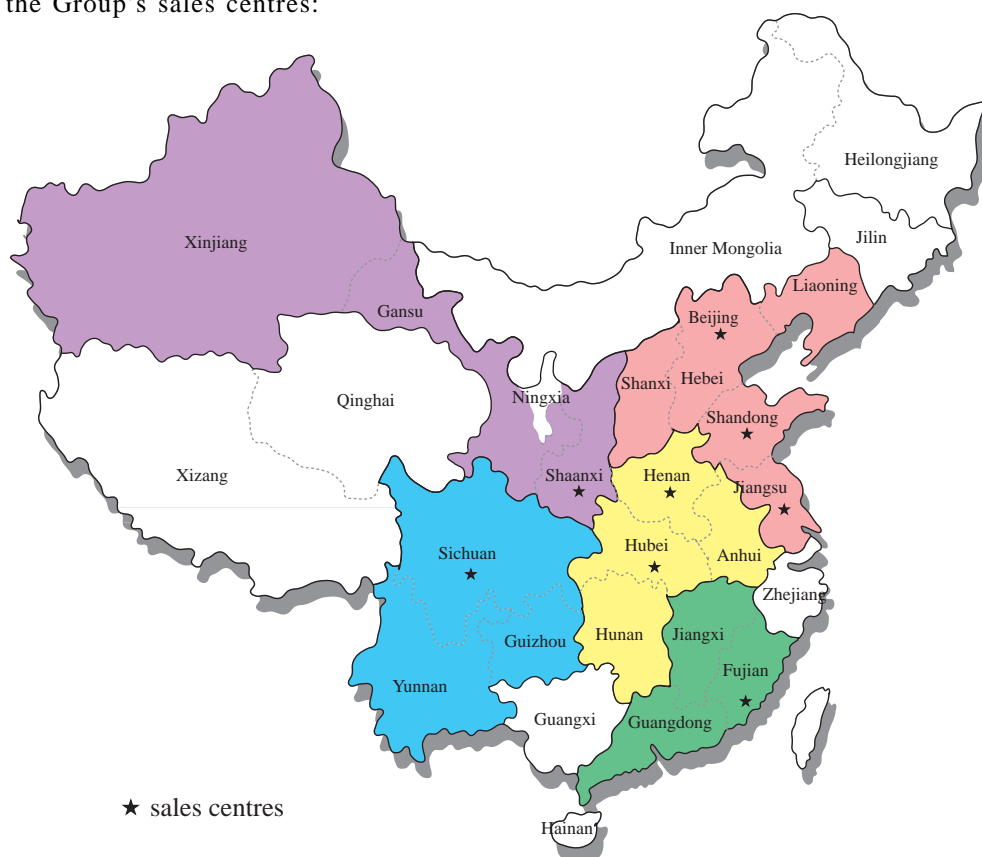 the Group's sales centres:
Heilongjiang
Jilin
Xinjiang
Inner Mongolia
Liaoning
Gansu
Beijing
Shanxi
Hebei
Qinghai
Ningxia
Shandong
Xizang
Shaanxi
Henan
Jiangsu
Sichuan
Hubei
Anhui
Zhejiang
Guizhou
Hunan
Jiangxi
Fujian
Yunnan
Guangxi
Guangdong
★ sales centres
Hainan